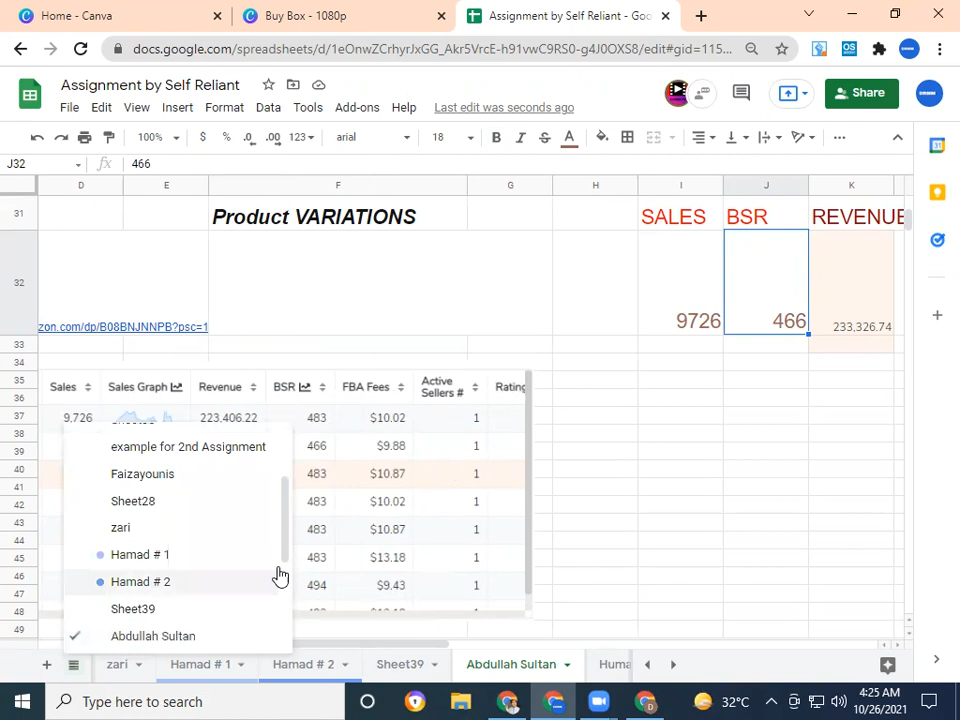 Home - Canva
Buy Box - 1080p
Assignment by Self Reliant - Goo
docs.google.com/spreadsheets/d/1eOnwZCrhyrJxGG_Akr5VrcE-h91vwC9RS0-g4J0OXS8/edit#gid=115...
Assignment by Self Reliant
File Edit View Insert Format Data Tools Add-ons Help Last edit was seconds ago
Share
100% $ % .0 .00 123 arial 18 B I S A
J32 fx 466
D E F G H I J K
31 Product VARIATIONS SALES BSR REVENUE
32 zon.com/dp/B08BNJNNPB?psc=1 9726 466 233,326.74
33
34
35
36
37
38
39
40
41
42
43
44
45
46
47
48
49
Sales Sales Graph Revenue BSR FBA Fees Active Sellers # Rating
9,726 223,406.22 483 $10.02 1
466 $9.88 1
483 $10.87 1
483 $10.02 1
483 $10.87 1
483 $13.18 1
494 $9.43 1
example for 2nd Assignment
Faizayounis
Sheet28
zari
Hamad # 1
Hamad # 2
Sheet39
Abdullah Sultan
zari Hamad # 1 Hamad # 2 Sheet39 Abdullah Sultan Huma
Type here to search
32°C
4:25 AM
10/26/2021